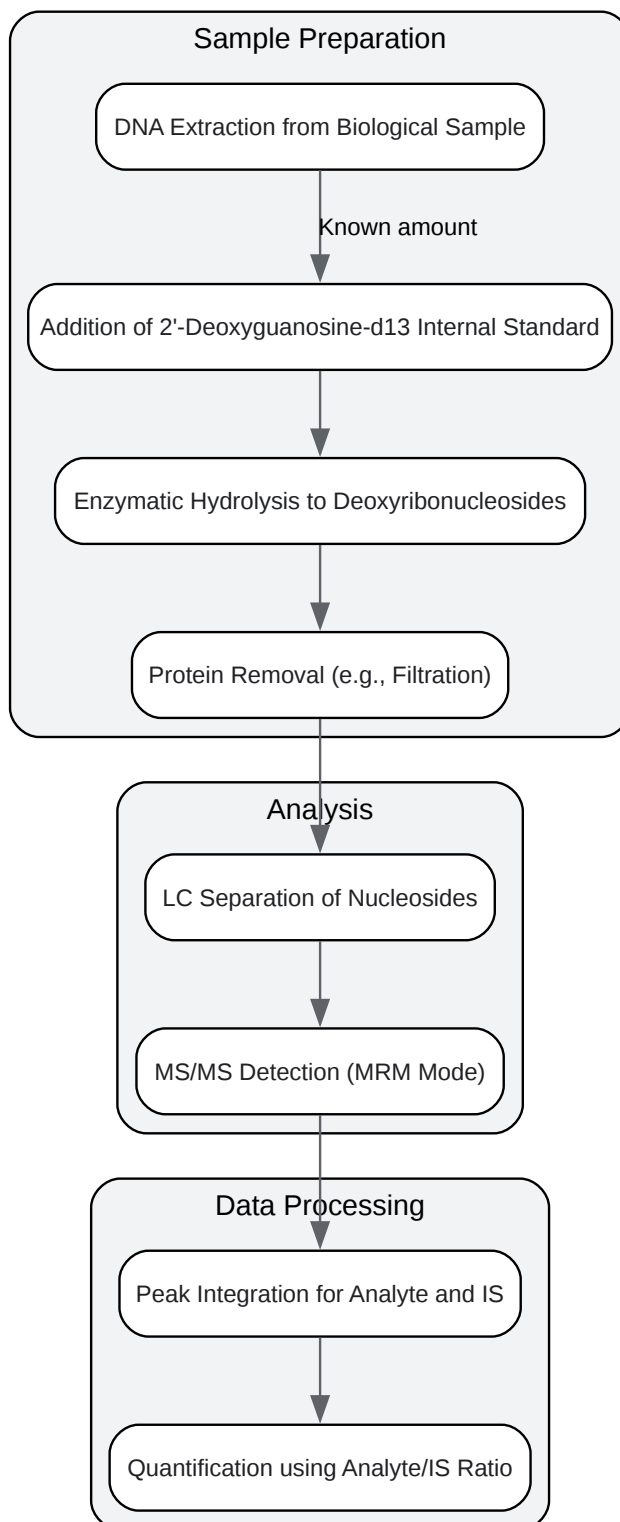 Sample Preparation
DNA Extraction from Biological Sample
Known amount
Addition of 2'-Deoxyguanosine-d13 Internal Standard
Enzymatic Hydrolysis to Deoxyribonucleosides
Protein Removal (e.g., Filtration)
Analysis
LC Separation of Nucleosides
MS/MS Detection (MRM Mode)
Data Processing
Peak Integration for Analyte and IS
Quantification using Analyte/IS Ratio